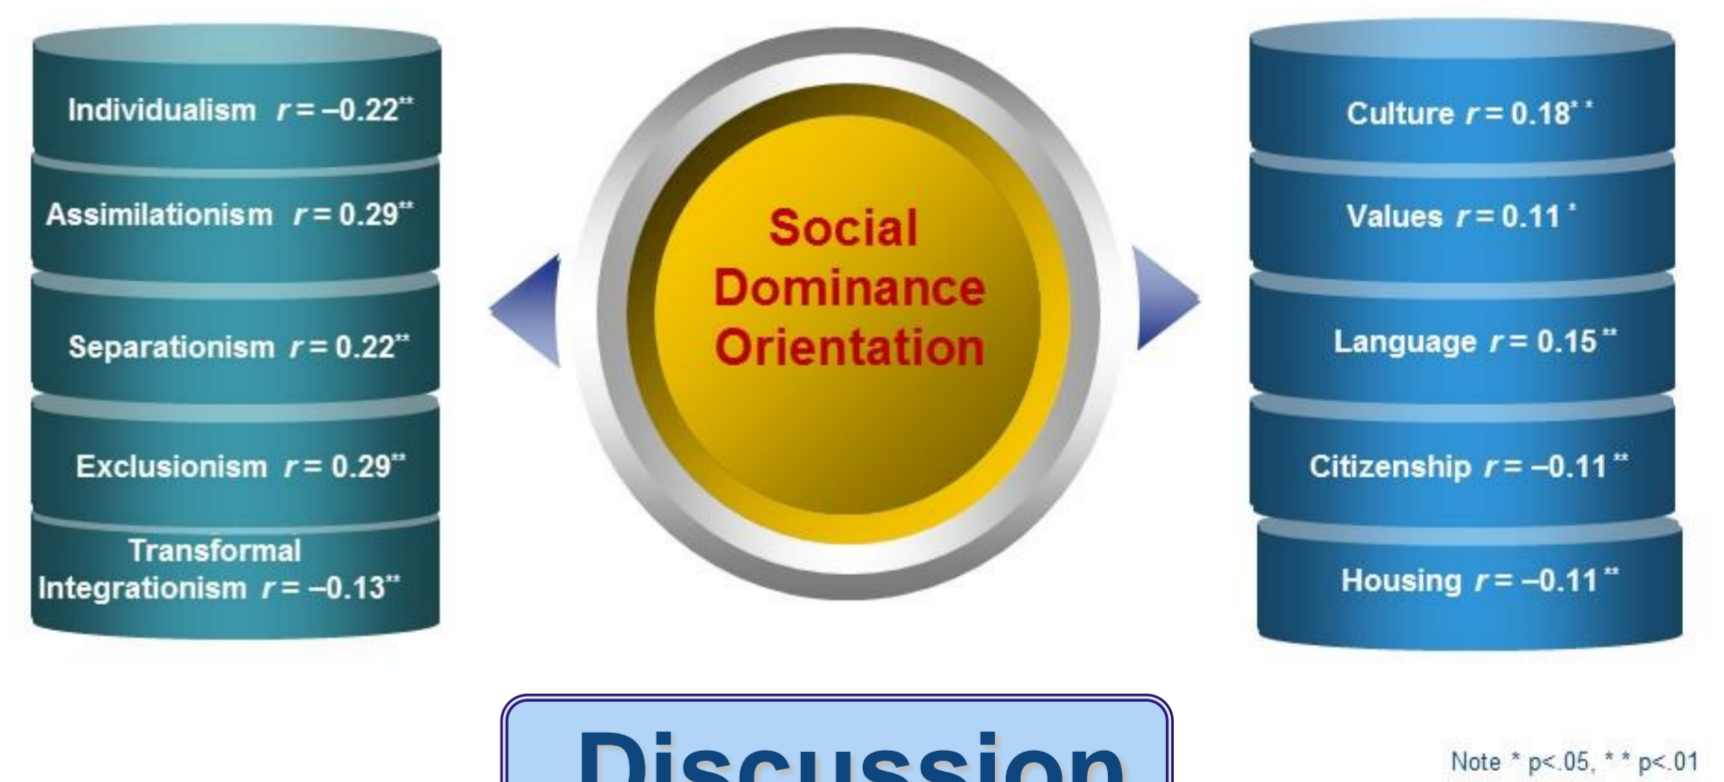 Individualism r = –0.22**
Assimilationism r = 0.29**
Separationism r = 0.22**
Exclusionism r = 0.29**
Transformal
Integrationism r = –0.13**
Social
Dominance
Orientation
Culture r = 0.18* *
Values r = 0.11 *
Language r = 0.15 **
Citizenship r = –0.11 **
Housing r = –0.11 **
Discussion
Note * p<.05, * * p<.01